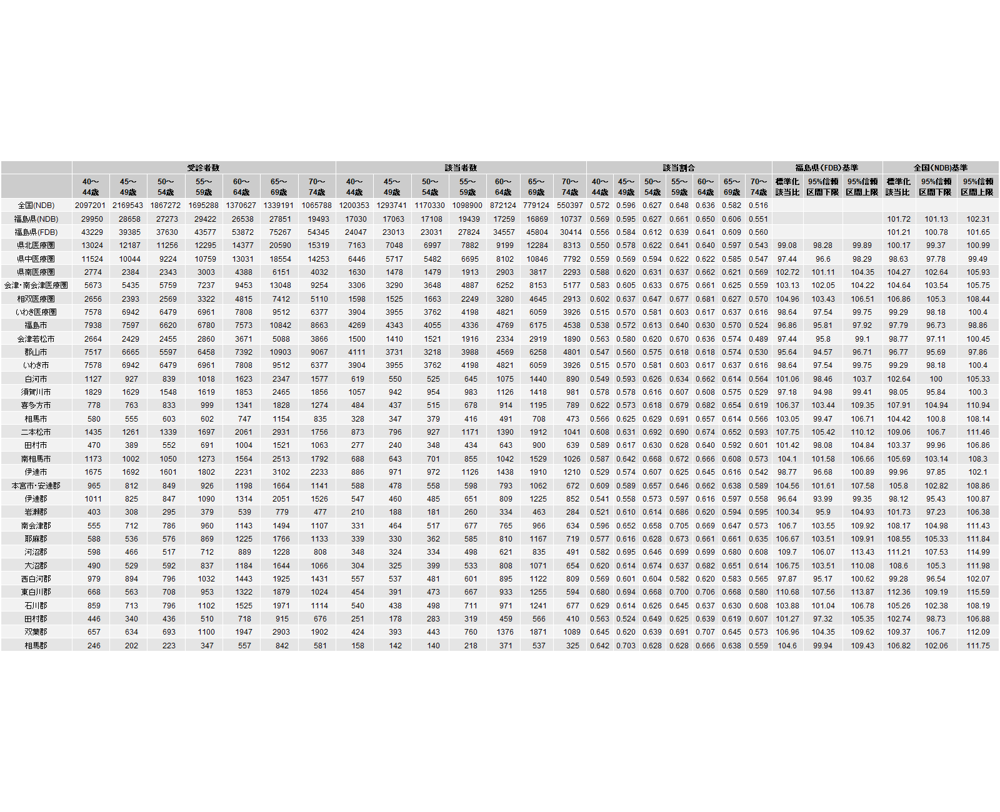 受診者数 該当者数 該当割合 福島県（FDB）基準 全国（NDB）基準
40～ 45～ 50～ 55～ 60～ 65～ 70～ 40～ 45～ 50～ 55～ 60～ 65～ 70～ 40～ 45～ 50～ 55～ 60～ 65～ 70～ 標準化 95%信頼 95%信頼 標準化 95%信頼 95%信頼
44歳 49歳 54歳 59歳 64歳 69歳 74歳 44歳 49歳 54歳 59歳 64歳 69歳 74歳 44歳 49歳 54歳 59歳 64歳 69歳 74歳 該当比 区間下限 区間上限 該当比 区間下限 区間上限
全国(NDB) 2097201 2169543 1867272 1695288 1370627 1339191 1065788 1200353 1293741 1170330 1098900 872124 779124 550397 0.572 0.596 0.627 0.648 0.636 0.582 0.516
福島県(NDB) 29950 28658 27273 29422 26538 27851 19493 17030 17063 17108 19439 17259 16869 10737 0.569 0.595 0.627 0.661 0.650 0.606 0.551 101.72 101.13 102.31
福島県(FDB) 43229 39385 37630 43577 53872 75267 54345 24047 23013 23031 27824 34557 45804 30414 0.556 0.584 0.612 0.639 0.641 0.609 0.560 101.21 100.78 101.65
県北医療圏 13024 12187 11256 12295 14377 20590 15319 7163 7048 6997 7882 9199 12284 8313 0.550 0.578 0.622 0.641 0.640 0.597 0.543 99.08 98.28 99.89 100.17 99.37 100.99
県中医療圏 11524 10044 9224 10759 13031 18554 14253 6446 5717 5482 6695 8102 10846 7792 0.559 0.569 0.594 0.622 0.622 0.585 0.547 97.44 96.6 98.29 98.63 97.78 99.49
県南医療圏 2774 2384 2343 3003 4388 6151 4032 1630 1478 1479 1913 2903 3817 2293 0.588 0.620 0.631 0.637 0.662 0.621 0.569 102.72 101.11 104.35 104.27 102.64 105.93
会津・南会津医療圏 5673 5435 5759 7237 9453 13048 9254 3306 3290 3648 4887 6252 8153 5177 0.583 0.605 0.633 0.675 0.661 0.625 0.559 103.13 102.05 104.22 104.64 103.54 105.75
相双医療圏 2656 2393 2569 3322 4815 7412 5110 1598 1525 1663 2249 3280 4645 2913 0.602 0.637 0.647 0.677 0.681 0.627 0.570 104.96 103.43 106.51 106.86 105.3 108.44
いわき医療圏 7578 6942 6479 6961 7808 9512 6377 3904 3955 3762 4198 4821 6059 3926 0.515 0.570 0.581 0.603 0.617 0.637 0.616 98.64 97.54 99.75 99.29 98.18 100.4
福島市 7938 7597 6620 6780 7573 10842 8663 4269 4343 4055 4336 4769 6175 4538 0.538 0.572 0.613 0.640 0.630 0.570 0.524 96.86 95.81 97.92 97.79 96.73 98.86
会津若松市 2664 2429 2455 2860 3671 5088 3866 1500 1410 1521 1916 2334 2919 1890 0.563 0.580 0.620 0.670 0.636 0.574 0.489 97.44 95.8 99.1 98.77 97.11 100.45
郡山市 7517 6665 5597 6458 7392 10903 9067 4111 3731 3218 3988 4569 6258 4801 0.547 0.560 0.575 0.618 0.618 0.574 0.530 95.64 94.57 96.71 96.77 95.69 97.86
いわき市 7578 6942 6479 6961 7808 9512 6377 3904 3955 3762 4198 4821 6059 3926 0.515 0.570 0.581 0.603 0.617 0.637 0.616 98.64 97.54 99.75 99.29 98.18 100.4
白河市 1127 927 839 1018 1623 2347 1577 619 550 525 645 1075 1440 890 0.549 0.593 0.626 0.634 0.662 0.614 0.564 101.06 98.46 103.7 102.64 100 105.33
須賀川市 1829 1629 1548 1619 1853 2465 1856 1057 942 954 983 1126 1418 981 0.578 0.578 0.616 0.607 0.608 0.575 0.529 97.18 94.98 99.41 98.05 95.84 100.3
喜多方市 778 763 833 999 1341 1828 1274 484 437 515 678 914 1195 789 0.622 0.573 0.618 0.679 0.682 0.654 0.619 106.37 103.44 109.35 107.91 104.94 110.94
相馬市 580 555 603 602 747 1154 835 328 347 379 416 491 708 473 0.566 0.625 0.629 0.691 0.657 0.614 0.566 103.05 99.47 106.71 104.42 100.8 108.14
二本松市 1435 1261 1339 1697 2061 2931 1756 873 796 927 1171 1390 1912 1041 0.608 0.631 0.692 0.690 0.674 0.652 0.593 107.75 105.42 110.12 109.06 106.7 111.46
田村市 470 389 552 691 1004 1521 1063 277 240 348 434 643 900 639 0.589 0.617 0.630 0.628 0.640 0.592 0.601 101.42 98.08 104.84 103.37 99.96 106.86
南相馬市 1173 1002 1050 1273 1564 2513 1792 688 643 701 855 1042 1529 1026 0.587 0.642 0.668 0.672 0.666 0.608 0.573 104.1 101.58 106.66 105.69 103.14 108.3
伊達市 1675 1692 1601 1802 2231 3102 2233 886 971 972 1126 1438 1910 1210 0.529 0.574 0.607 0.625 0.645 0.616 0.542 98.77 96.68 100.89 99.96 97.85 102.1
本宮市・安達郡 965 812 849 926 1198 1664 1141 588 478 558 598 793 1062 672 0.609 0.589 0.657 0.646 0.662 0.638 0.589 104.56 101.61 107.58 105.8 102.82 108.86
伊達郡 1011 825 847 1090 1314 2051 1526 547 460 485 651 809 1225 852 0.541 0.558 0.573 0.597 0.616 0.597 0.558 96.64 93.99 99.35 98.12 95.43 100.87
岩瀬郡 403 308 295 379 539 779 477 210 188 181 260 334 463 284 0.521 0.610 0.614 0.686 0.620 0.594 0.595 100.34 95.9 104.93 101.73 97.23 106.38
南会津郡 555 712 786 960 1143 1494 1107 331 464 517 677 765 966 634 0.596 0.652 0.658 0.705 0.669 0.647 0.573 106.7 103.55 109.92 108.17 104.98 111.43
耶麻郡 588 536 576 869 1225 1766 1133 339 330 362 585 810 1167 719 0.577 0.616 0.628 0.673 0.661 0.661 0.635 106.67 103.51 109.91 108.55 105.33 111.84
河沼郡 598 466 517 712 889 1228 808 348 324 334 498 621 835 491 0.582 0.695 0.646 0.699 0.699 0.680 0.608 109.7 106.07 113.43 111.21 107.53 114.99
大沼郡 490 529 592 837 1184 1644 1066 304 325 399 533 808 1071 654 0.620 0.614 0.674 0.637 0.682 0.651 0.614 106.75 103.51 110.08 108.6 105.3 111.98
西白河郡 979 894 796 1032 1443 1925 1431 557 537 481 601 895 1122 809 0.569 0.601 0.604 0.582 0.620 0.583 0.565 97.87 95.17 100.62 99.28 96.54 102.07
東白川郡 668 563 708 953 1322 1879 1024 454 391 473 667 933 1255 594 0.680 0.694 0.668 0.700 0.706 0.668 0.580 110.68 107.56 113.87 112.36 109.19 115.59
石川郡 859 713 796 1102 1525 1971 1114 540 438 498 711 971 1241 677 0.629 0.614 0.626 0.645 0.637 0.630 0.608 103.88 101.04 106.78 105.26 102.38 108.19
田村郡 446 340 436 510 718 915 676 251 178 283 319 459 566 410 0.563 0.524 0.649 0.625 0.639 0.619 0.607 101.27 97.32 105.35 102.74 98.73 106.88
双葉郡 657 634 693 1100 1947 2903 1902 424 393 443 760 1376 1871 1089 0.645 0.620 0.639 0.691 0.707 0.645 0.573 106.96 104.35 109.62 109.37 106.7 112.09
相馬郡 246 202 223 347 557 842 581 158 142 140 218 371 537 325 0.642 0.703 0.628 0.628 0.666 0.638 0.559 104.6 99.94 109.43 106.82 102.06 111.75